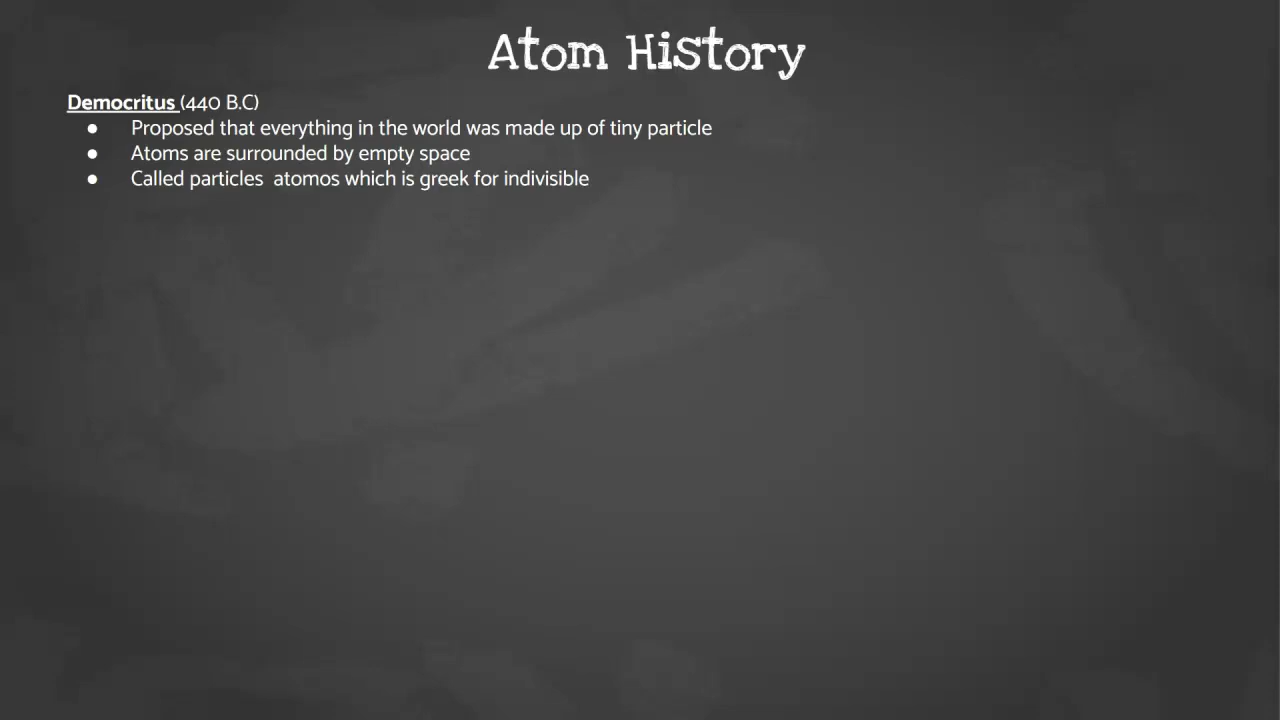 Atom History
Democritus (440 B.C)
● Proposed that everything in the world was made up of tiny particle
● Atoms are surrounded by empty space
● Called particles  atomos which is greek for indivisible